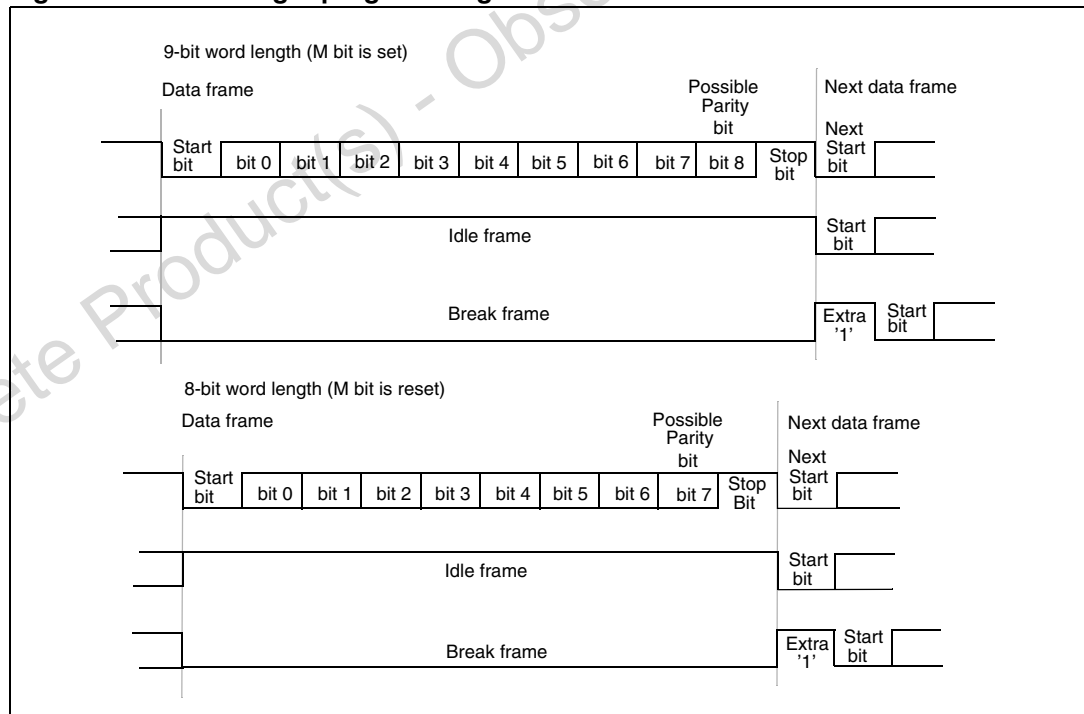 9-bit word length (M bit is set)
Data frame
Possible
Parity
bit
Next data frame
Start
bit
bit 0
bit 1
bit 2
bit 3
bit 4
bit 5
bit 6
bit 7
bit 8
Stop
bit
Next
Start
bit
Idle frame
Start
bit
Break frame
Extra
'1'
Start
bit
8-bit word length (M bit is reset)
Data frame
Possible
Parity
bit
Next data frame
Start
bit
bit 0
bit 1
bit 2
bit 3
bit 4
bit 5
bit 6
bit 7
Stop
Bit
Next
Start
bit
Idle frame
Start
bit
Break frame
Extra
'1'
Start
bit
ete Product(s) - Obs